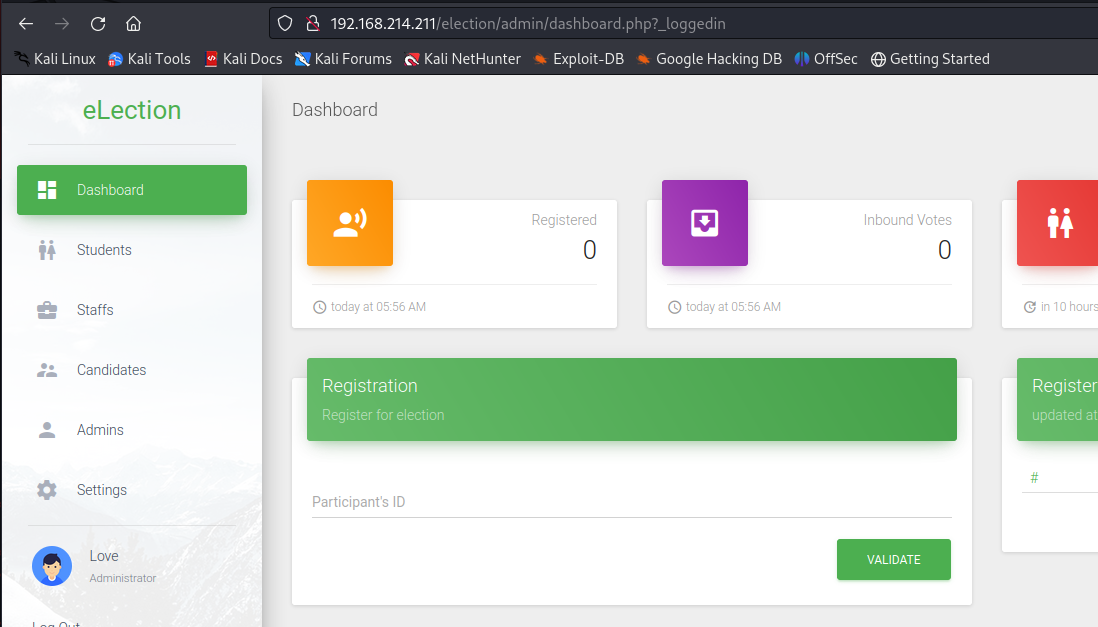 192.168.214.211/election/admin/dashboard.php?_loggedin
Kali Linux Kali Tools Kali Docs Kali Forums Kali NetHunter Exploit-DB Google Hacking DB OffSec Getting Started
eLection
Dashboard
Students
Staffs
Candidates
Admins
Settings
Love
Administrator
Log Out
Dashboard
Registered
0
today at 05:56 AM
Inbound Votes
0
today at 05:56 AM
in 10 hours
Registration
Register for election
Participant's ID
VALIDATE
Register
updated at
#